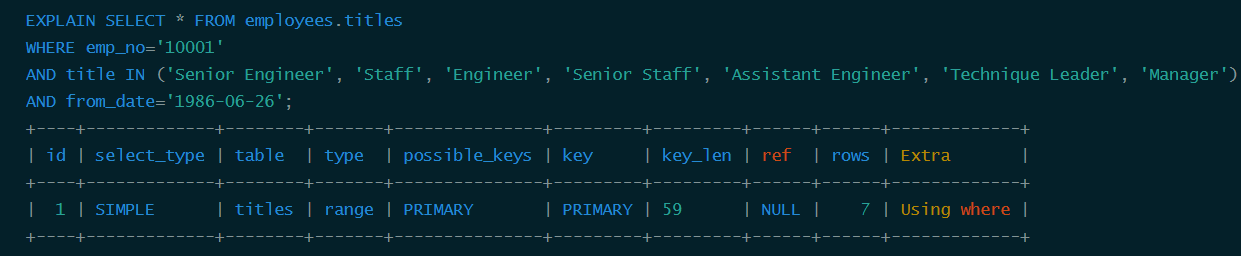 EXPLAIN SELECT * FROM employees.titles
WHERE emp_no='10001'
AND title IN ('Senior Engineer', 'Staff', 'Engineer', 'Senior Staff', 'Assistant Engineer', 'Technique Leader', 'Manager')
AND from_date='1986-06-26';
+----+-------------+--------+-------+---------------+---------+---------+------+------+-------------+
| id | select_type | table  | type  | possible_keys | key     | key_len | ref  | rows | Extra       |
+----+-------------+--------+-------+---------------+---------+---------+------+------+-------------+
|  1 | SIMPLE      | titles | range | PRIMARY       | PRIMARY | 59      | NULL |    7 | Using where |
+----+-------------+--------+-------+---------------+---------+---------+------+------+-------------+